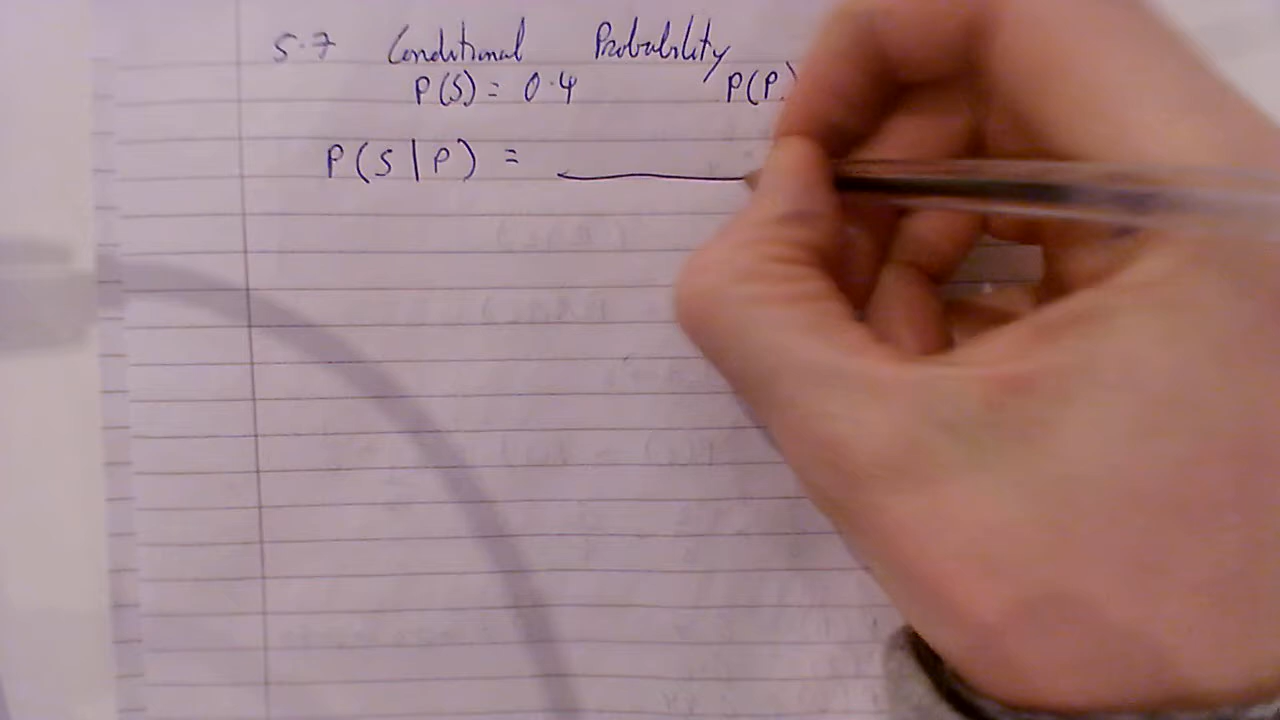 5.7 Conditional Probability
P(S) = 0.4 P(P)
P(S|P) =